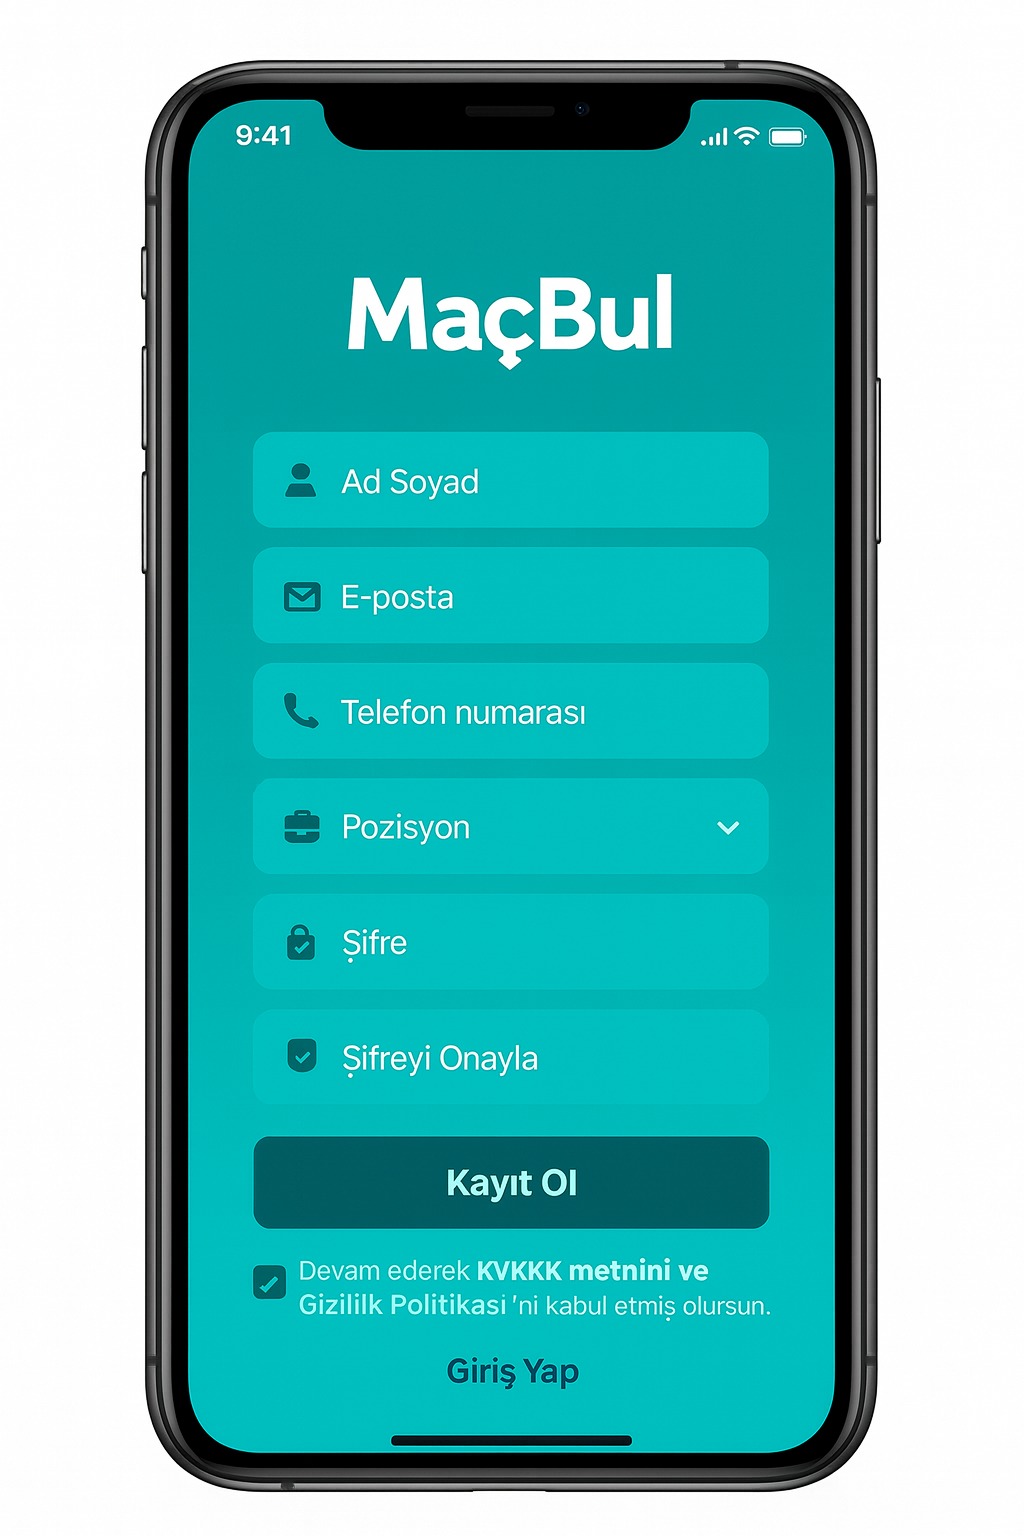 9:41
MaçBul
Ad Soyad
E-posta
Telefon numarası
Pozisyon
Şifre
Şifreyi Onayla
Kayıt Ol
Devam ederek KVKKK metnini ve
Gizililk Politikası 'ni kabul etmiş olursun.
Giriş Yap